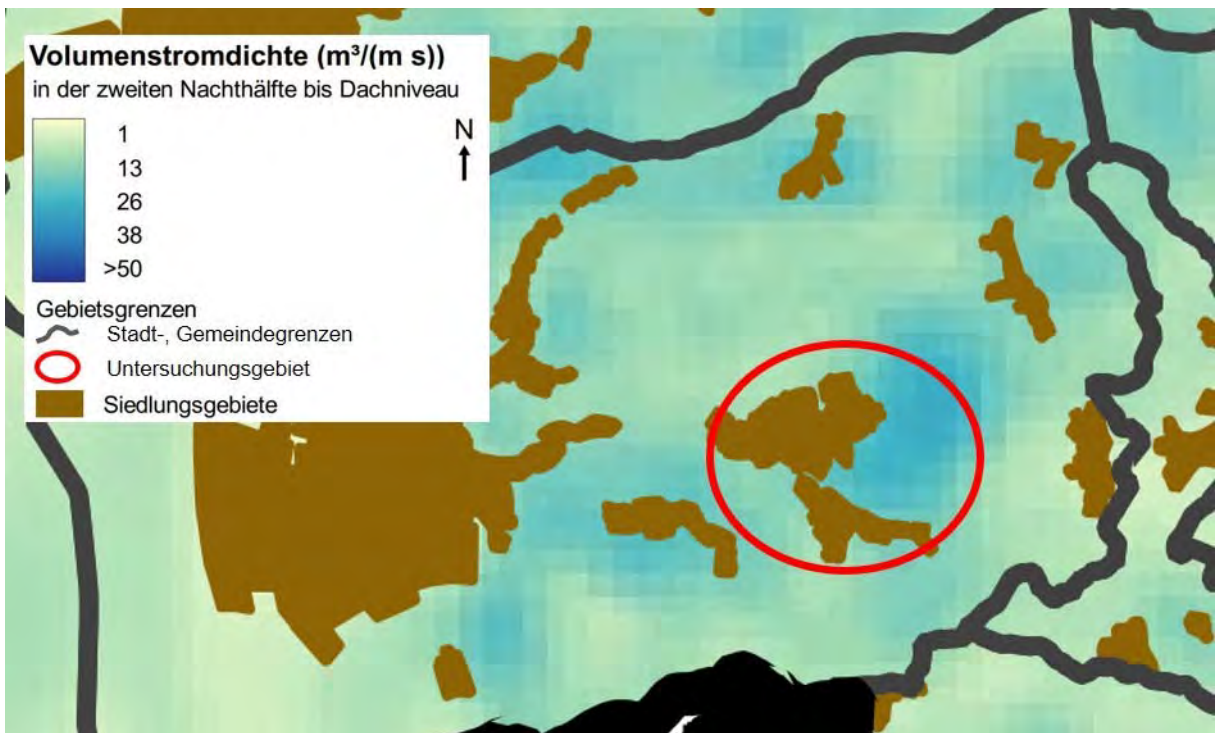 Volumenstromdichte (m³/(m s))
in der zweiten Nachthälfte bis Dachniveau
1
13
26
38
>50
N
Gebietsgrenzen
Stadt-, Gemeindegrenzen
Untersuchungsgebiet
Siedlungsgebiete